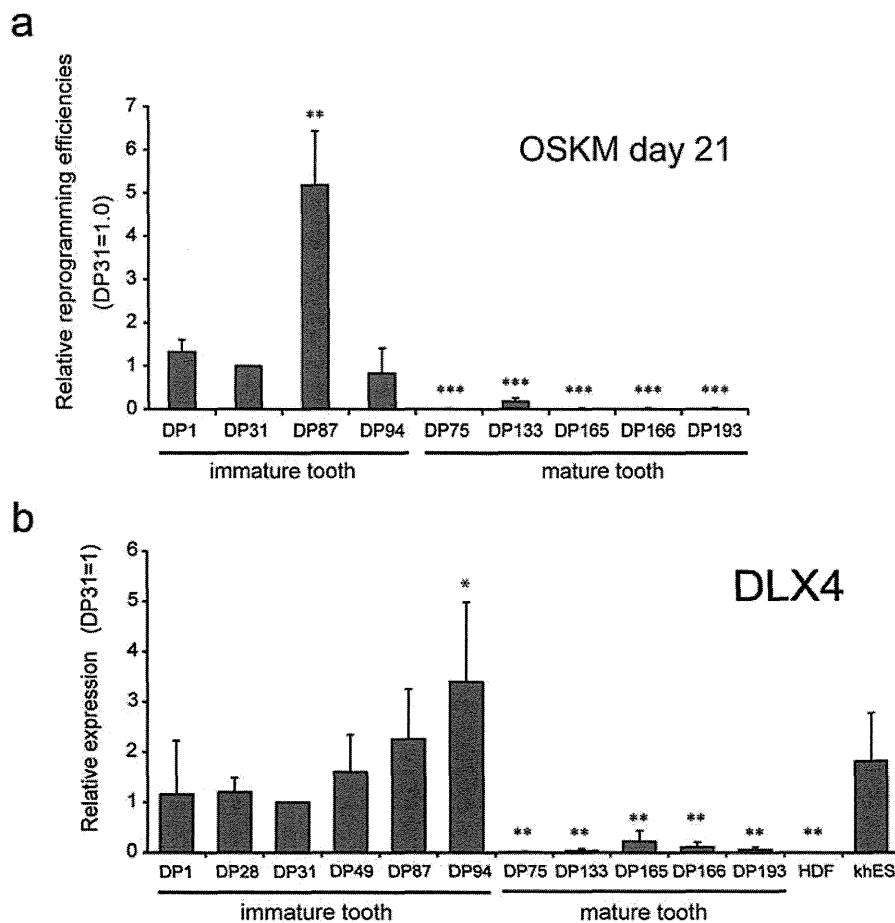 a
Relative reprogramming efficiencies
(DP31=1.0)
7
6
5
4
3
2
1
0
OSKM day 21
**
*** *** *** *** ***
DP1 DP31 DP87 DP94 DP75 DP133 DP165 DP166 DP193
immature tooth mature tooth
b
Relative expression (DP31=1)
6
5
4
3
2
1
0
DLX4
*
** ** ** ** ** **
DP1 DP28 DP31 DP49 DP87 DP94 DP75 DP133 DP165 DP166 DP193 HDF khES
immature tooth mature tooth